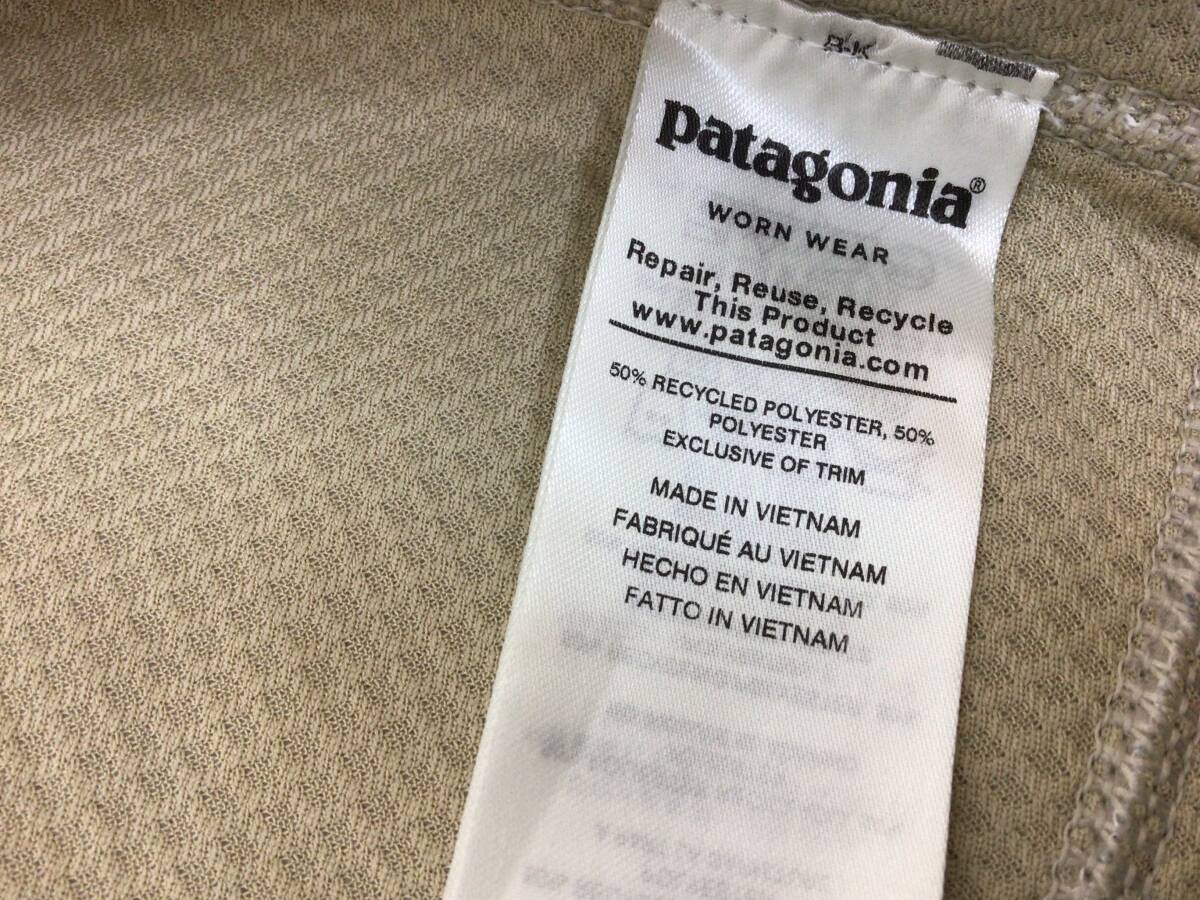 patagonia®
WORN WEAR
Repair, Reuse, Recycle
This Product
www.patagonia.com
50% RECYCLED POLYESTER, 50%
POLYESTER
EXCLUSIVE OF TRIM
MADE IN VIETNAM
FABRIQUÉ AU VIETNAM
HECHO EN VIETNAM
FATTO IN VIETNAM